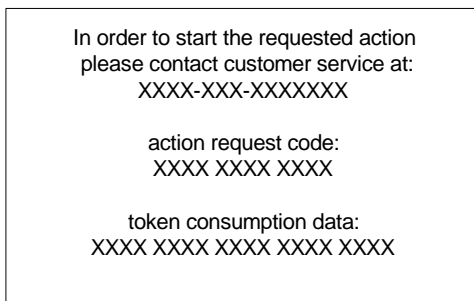 In order to start the requested action
please contact customer service at:
XXXX-XXX-XXXXXXX
action request code:
XXXX XXXX XXXX
token consumption data:
XXXX XXXX XXXX XXXX XXXX